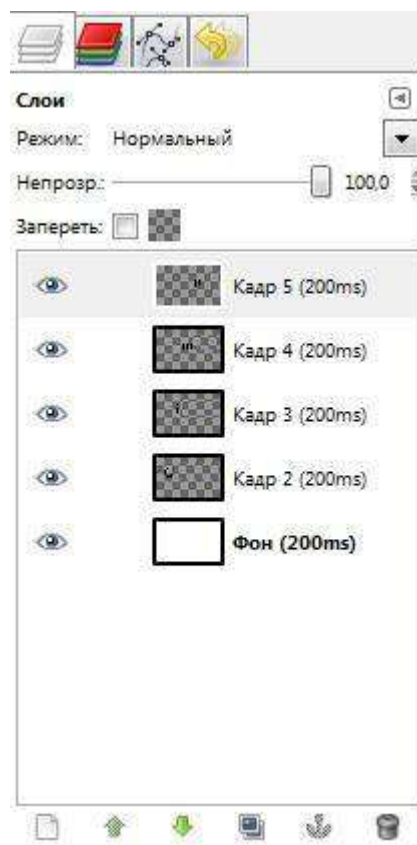 Слои
Режим: Нормальный
Непрозр.: 100,0
Запереть:
Кадр 5 (200ms)
Кадр 4 (200ms)
Кадр 3 (200ms)
Кадр 2 (200ms)
Фон (200ms)